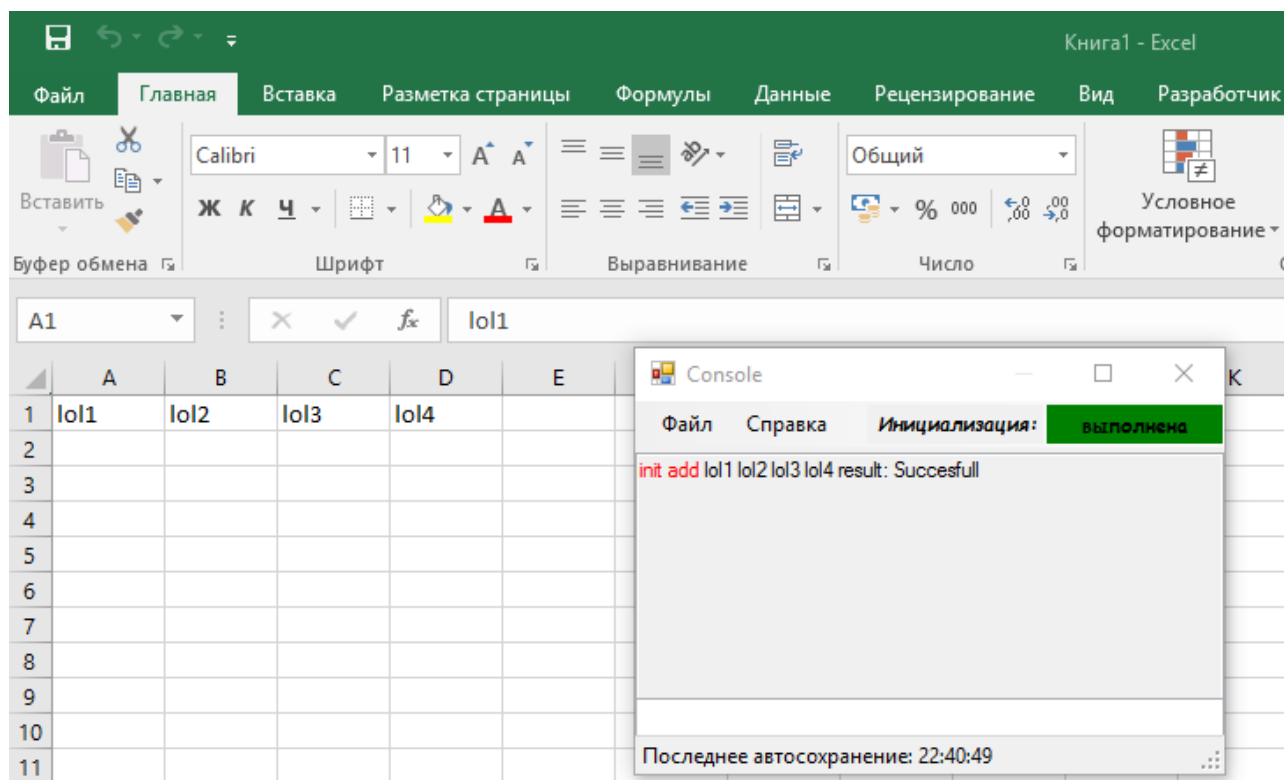 Книга1 - Excel
Файл Главная Вставка Разметка страницы Формулы Данные Рецензирование Вид Разработчик
Вставить
Calibri 11 A A
Общий
Ж К Ч A % 000 ,00 ,0
Условное
форматирование
Буфер обмена Шрифт Выравнивание Число
A1 fx lol1
A B C D E K
1 lol1 lol2 lol3 lol4
2
3
4
5
6
7
8
9
10
11
Console
Файл Справка Инициализация: выполнена
init add lol1 lol2 lol3 lol4 result: Succesfull
Последнее автосохранение: 22:40:49